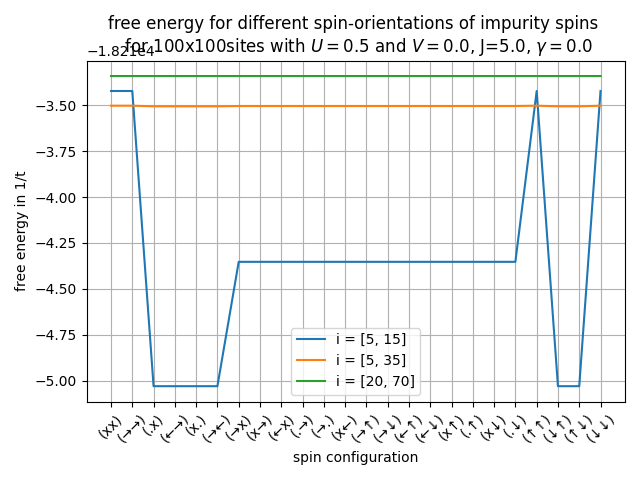 free energy for different spin-orientations of impurity spins
for 100x100sites with U = 0.5 and V = 0.0, J=5.0, γ = 0.0
−1.821e4
−3.50
−3.75
−4.00
−4.25
−4.50
−4.75
−5.00
free energy in 1/t
i = [5, 15]
i = [5, 35]
i = [20, 70]
(xx) (→→) (.x) (←→) (x.) (→←) (→x) (x→) (←x) (.→) (→.) (x←) (→↑) (→↓) (←↑) (←↓) (x↑) (.↑) (x↓) (.↓) (↑↑) (↓↑) (↑↓) (↓↓)
spin configuration